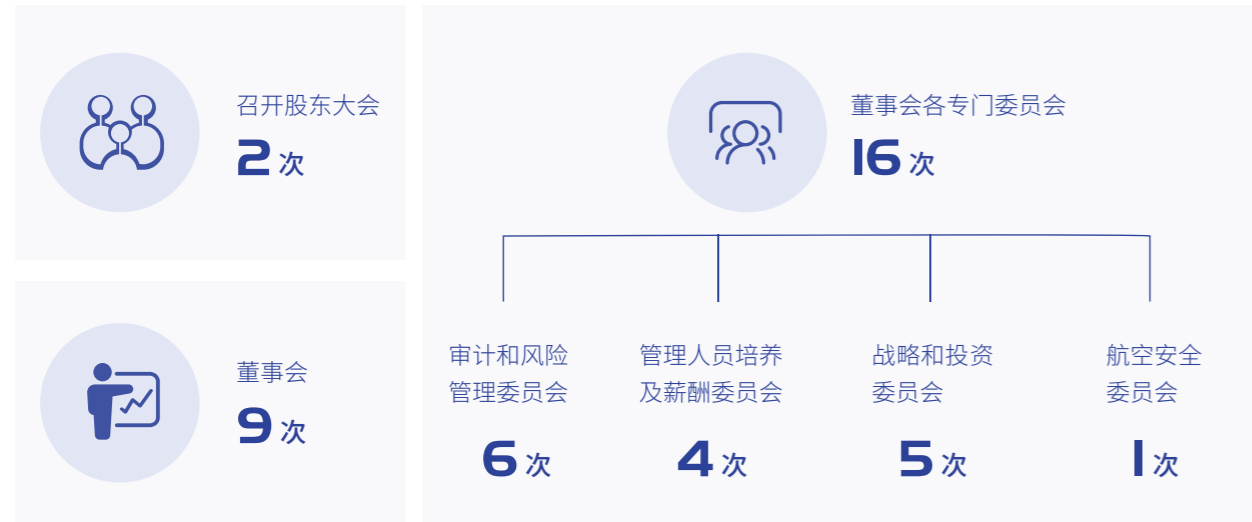 召开股东大会
2 次
董事会
9 次
董事会各专门委员会
16 次
审计和风险
管理委员会
6 次
管理人员培养
及薪酬委员会
4 次
战略和投资
委员会
5 次
航空安全
委员会
1 次